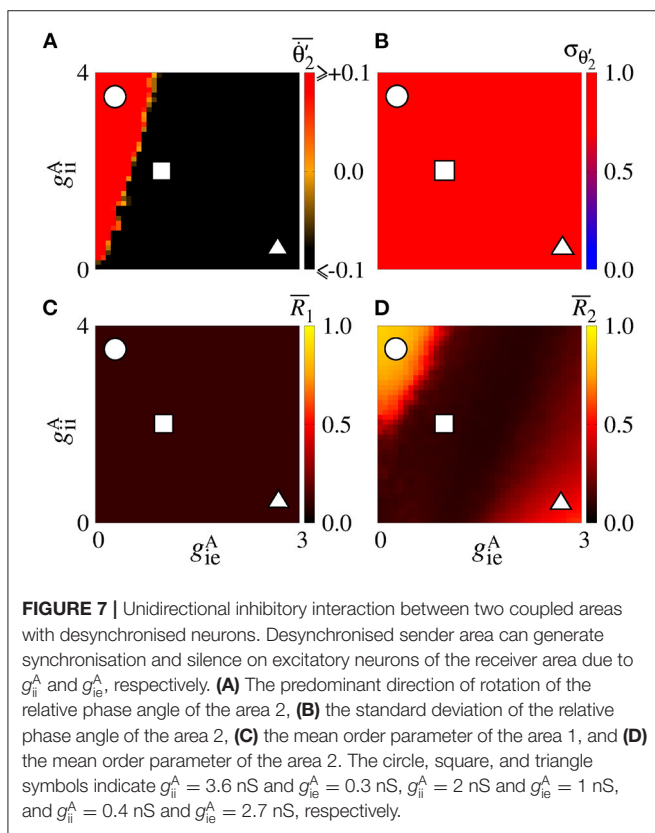 A θ̇′₂ B σθ′₂
4 ⩾+0.1 1.0
gᴬᵢᵢ 0.0 0.5
0 ⩽-0.1 0.0
C R̄₁ D R̄₂
4 1.0 1.0
gᴬᵢᵢ 0.5 0.5
0 0.0 0.0
0 gᴬᵢₑ 3 0 gᴬᵢₑ 3
FIGURE 7 | Unidirectional inhibitory interaction between two coupled areas
with desynchronised neurons. Desynchronised sender area can generate
synchronisation and silence on excitatory neurons of the receiver area due to
gᴬᵢᵢ and gᴬᵢₑ, respectively. (A) The predominant direction of rotation of the
relative phase angle of the area 2, (B) the standard deviation of the relative
phase angle of the area 2, (C) the mean order parameter of the area 1, and (D)
the mean order parameter of the area 2. The circle, square, and triangle
symbols indicate gᴬᵢᵢ = 3.6 nS and gᴬᵢₑ = 0.3 nS, gᴬᵢᵢ = 2 nS and gᴬᵢₑ = 1 nS,
and gᴬᵢᵢ = 0.4 nS and gᴬᵢₑ = 2.7 nS, respectively.